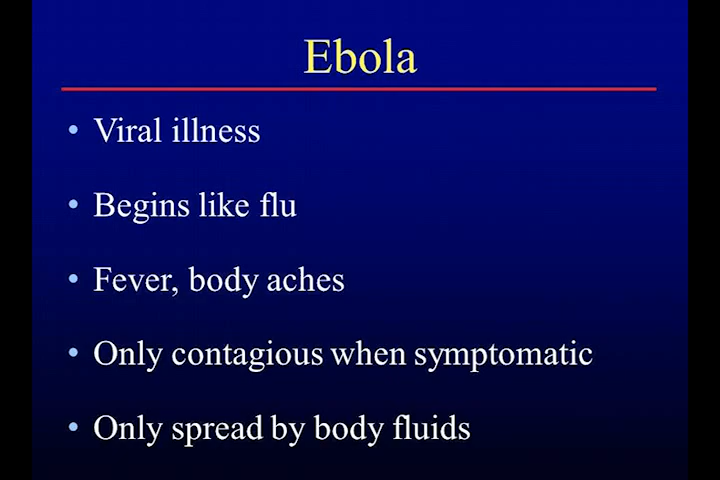 Ebola
• Viral illness
• Begins like flu
• Fever, body aches
• Only contagious when symptomatic
• Only spread by body fluids